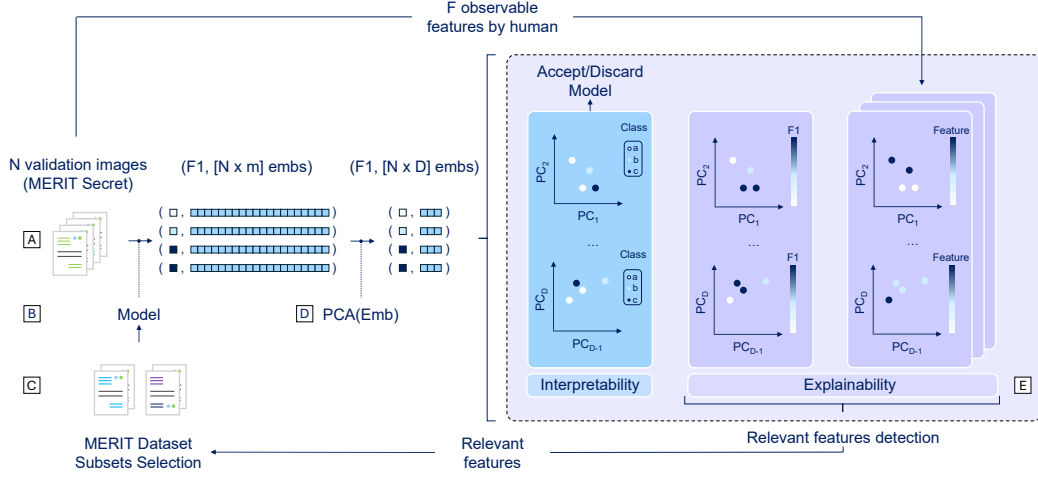 F observable
features by human
N validation images
(MERIT Secret)
(F1, [N x m] embs)
(F1, [N x D] embs)
Accept/Discard
Model
Class
a
b
c
PC2
PC1
...
Class
a
b
c
PCD
PCD-1
F1
PC2
PC1
...
F1
PCD
PCD-1
Feature
PC2
PC1
...
Feature
PCD
PCD-1
( , )
( , )
( , )
( , )
( , )
( , )
( , )
( , )
A
B
Model
D
PCA(Emb)
C
Interpretability
Explainability
E
MERIT Dataset
Subsets Selection
Relevant
features
Relevant features detection